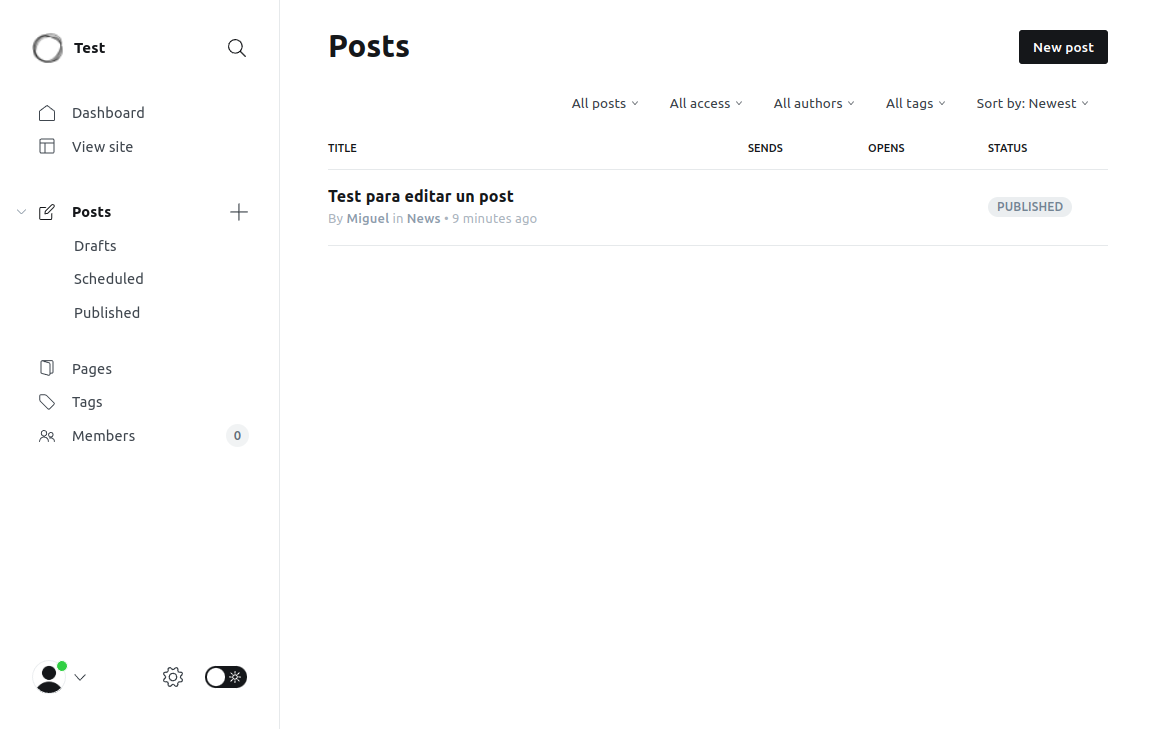 Test
Dashboard
View site
Posts
Drafts
Scheduled
Published
Pages
Tags
Members 0
Posts
New post
All posts All access All authors All tags Sort by: Newest
TITLE SENDS OPENS STATUS
Test para editar un post
By Miguel in News • 9 minutes ago
PUBLISHED